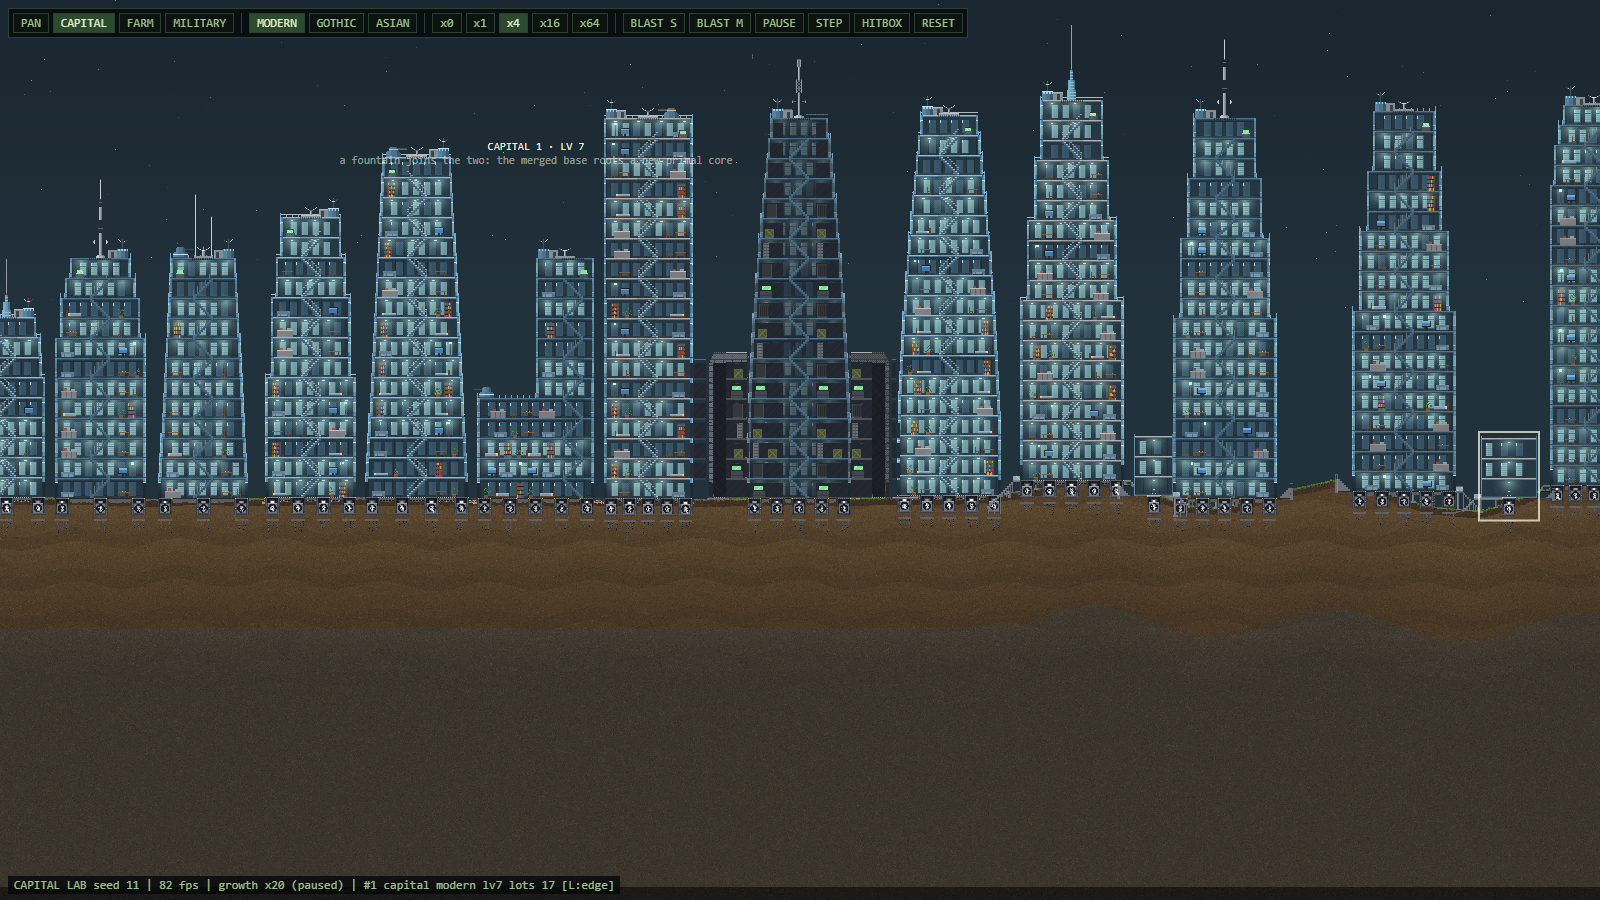 PAN CAPITAL FARM MILITARY MODERN GOTHIC ASIAN x0 x1 x4 x16 x64 BLAST S BLAST M PAUSE STEP HITBOX RESET
CAPITAL 1 · LV 7
a fountain joins the two: the merged base roots a new primal core.
CAPITAL LAB seed 11 | 82 fps | growth x20 (paused) | #1 capital modern lv7 lots 17 [L:edge]